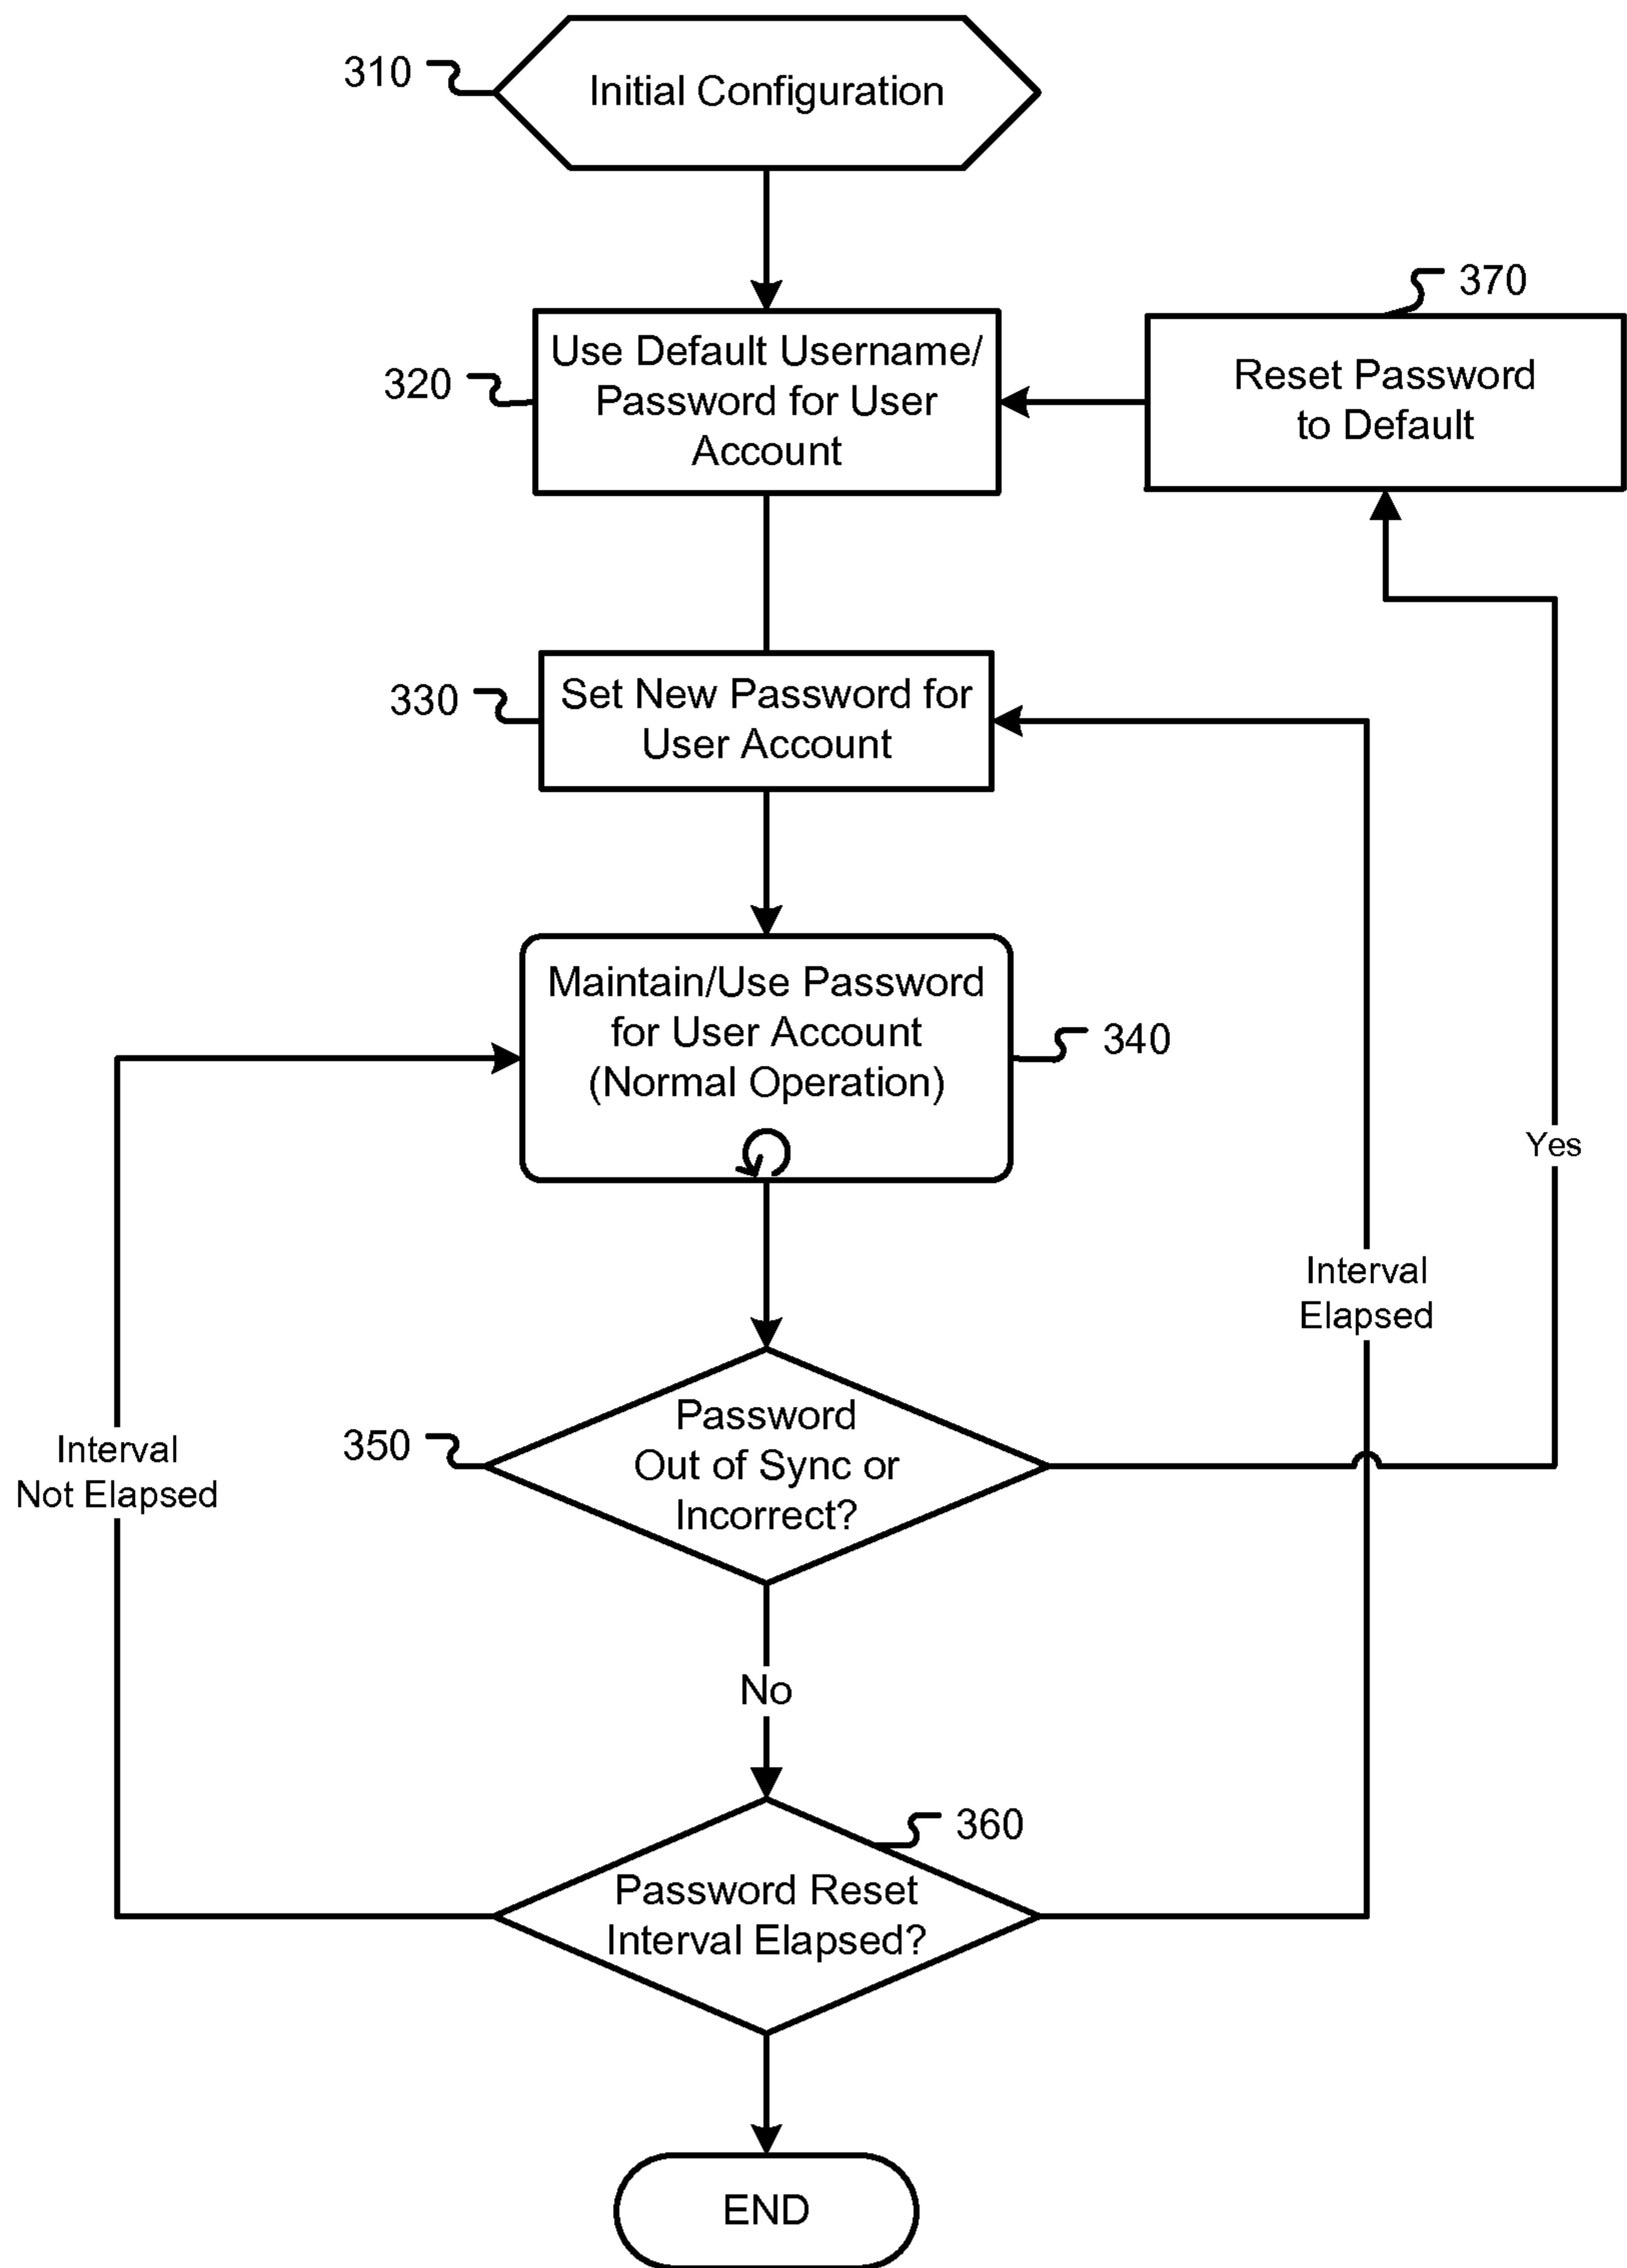 310
Initial Configuration
370
Use Default Username/
Password for User
Account
320
Reset Password
to Default
330
Set New Password for
User Account
Maintain/Use Password
for User Account
(Normal Operation)
340
Yes
Interval
Elapsed
350
Password
Out of Sync or
Incorrect?
Interval
Not Elapsed
No
360
Password Reset
Interval Elapsed?
END